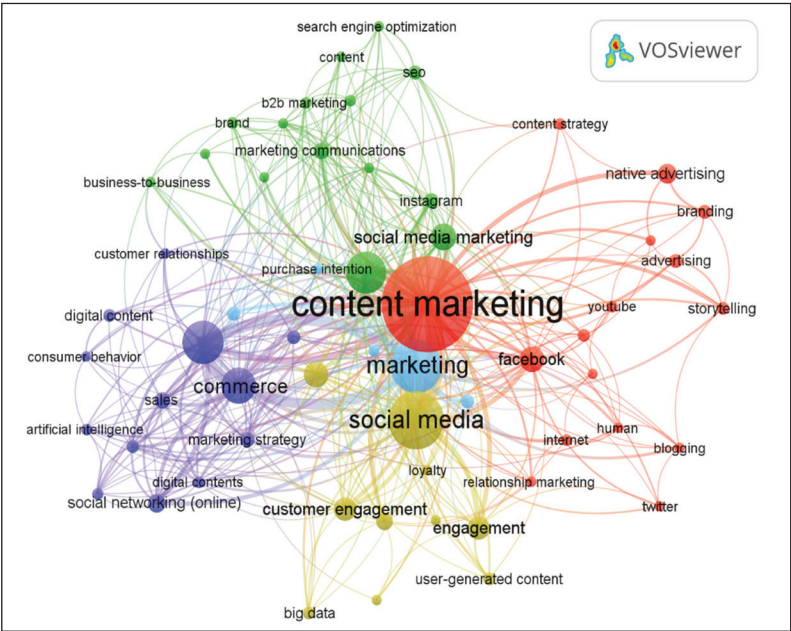 search engine optimization
VOSviewer
content
seo
b2b marketing
brand
content strategy
marketing communications
native advertising
business-to-business
instagram
branding
social media marketing
customer relationships
purchase intention
advertising
content marketing
youtube
storytelling
digital content
consumer behavior
facebook
marketing
commerce
sales
social media
artificial intelligence
marketing strategy
human
internet
blogging
loyalty
digital contents
relationship marketing
social networking (online)
customer engagement
twitter
engagement
user-generated content
big data